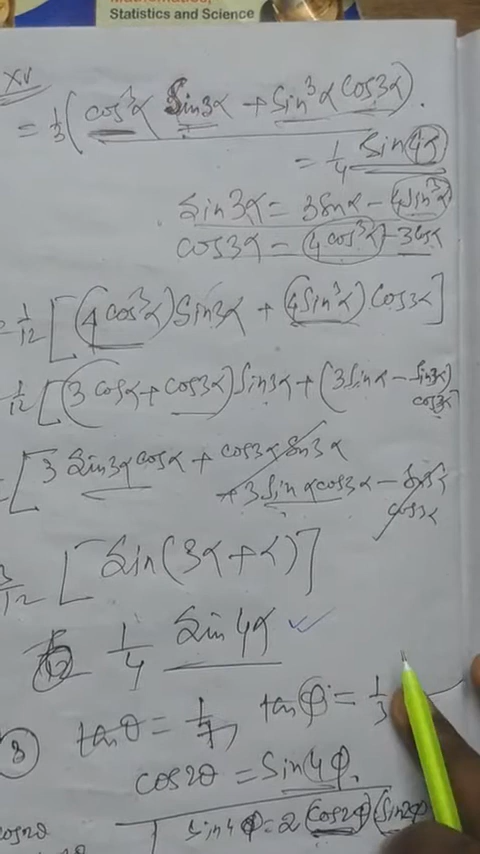 Statistics and Science
XV
= 1/3 (cos³α Sin3α + Sin³α Cos3α).
= 1/4 Sin4α
Sin3α = 3Sinα - 4Sin³α
Cos3α = 4cos³α - 3Cosα
1/12 [(4cos³α)Sin3α + (4Sin³α)Cos3α]
1/12 [(3cosα + cos3α)Sin3α + (3Sinα - Sin3α)
cos3α
= [3 Sin3α cosα + cos3α Sin3α
+ 3 Sinα cos3α - Sin3α
cos3α
3/12 [Sin(3α+α)]
1/4 Sin4α ✓
3 tanθ = 1/7, tanφ = 1/3
cos2θ = Sin4φ.
cos2θ Sin4φ = 2(cos2φ)(Sin2φ